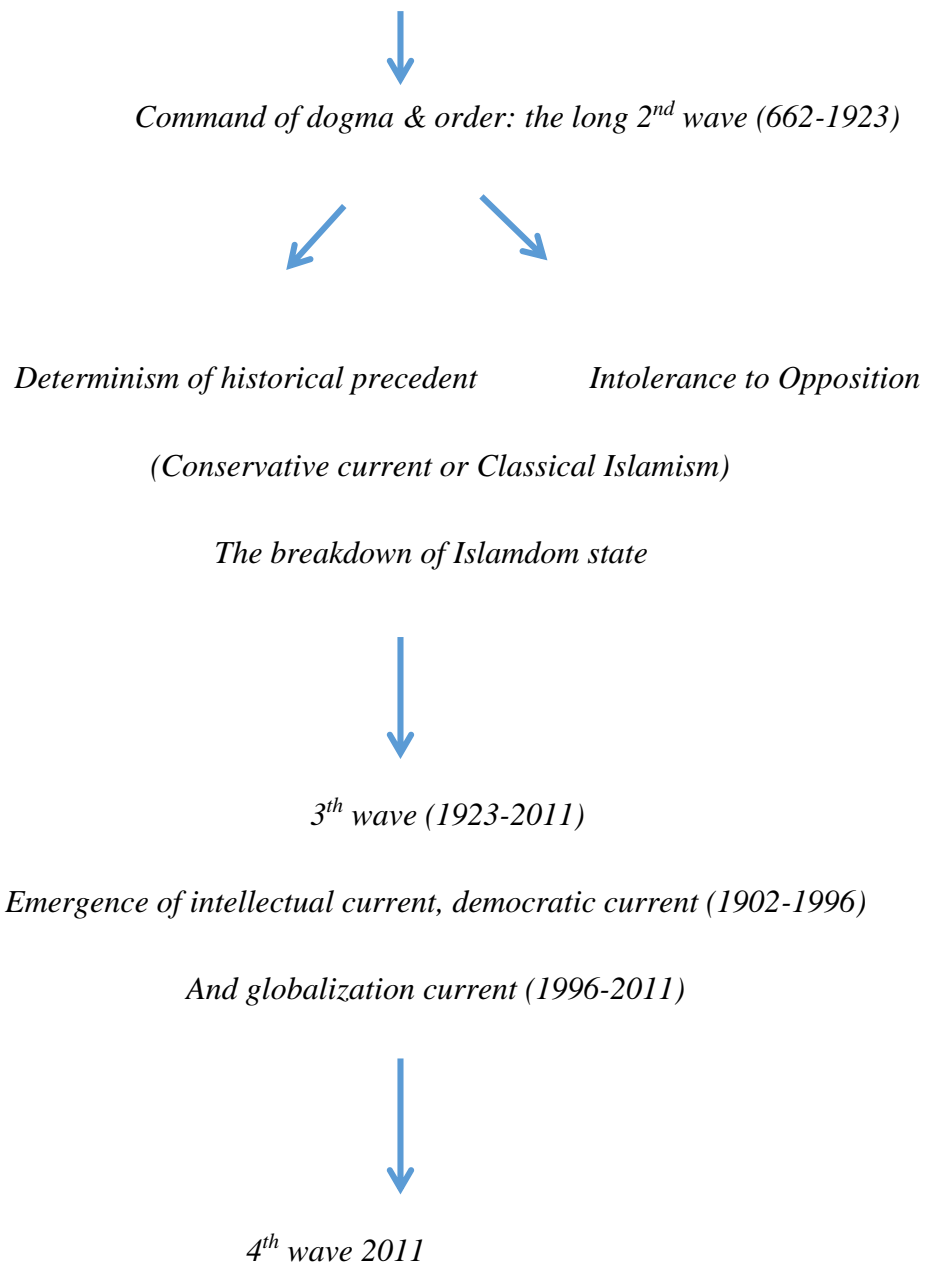 Command of dogma & order: the long 2nd wave (662-1923)
Determinism of historical precedent Intolerance to Opposition
(Conservative current or Classical Islamism)
The breakdown of Islamdom state
3th wave (1923-2011)
Emergence of intellectual current, democratic current (1902-1996)
And globalization current (1996-2011)
4th wave 2011